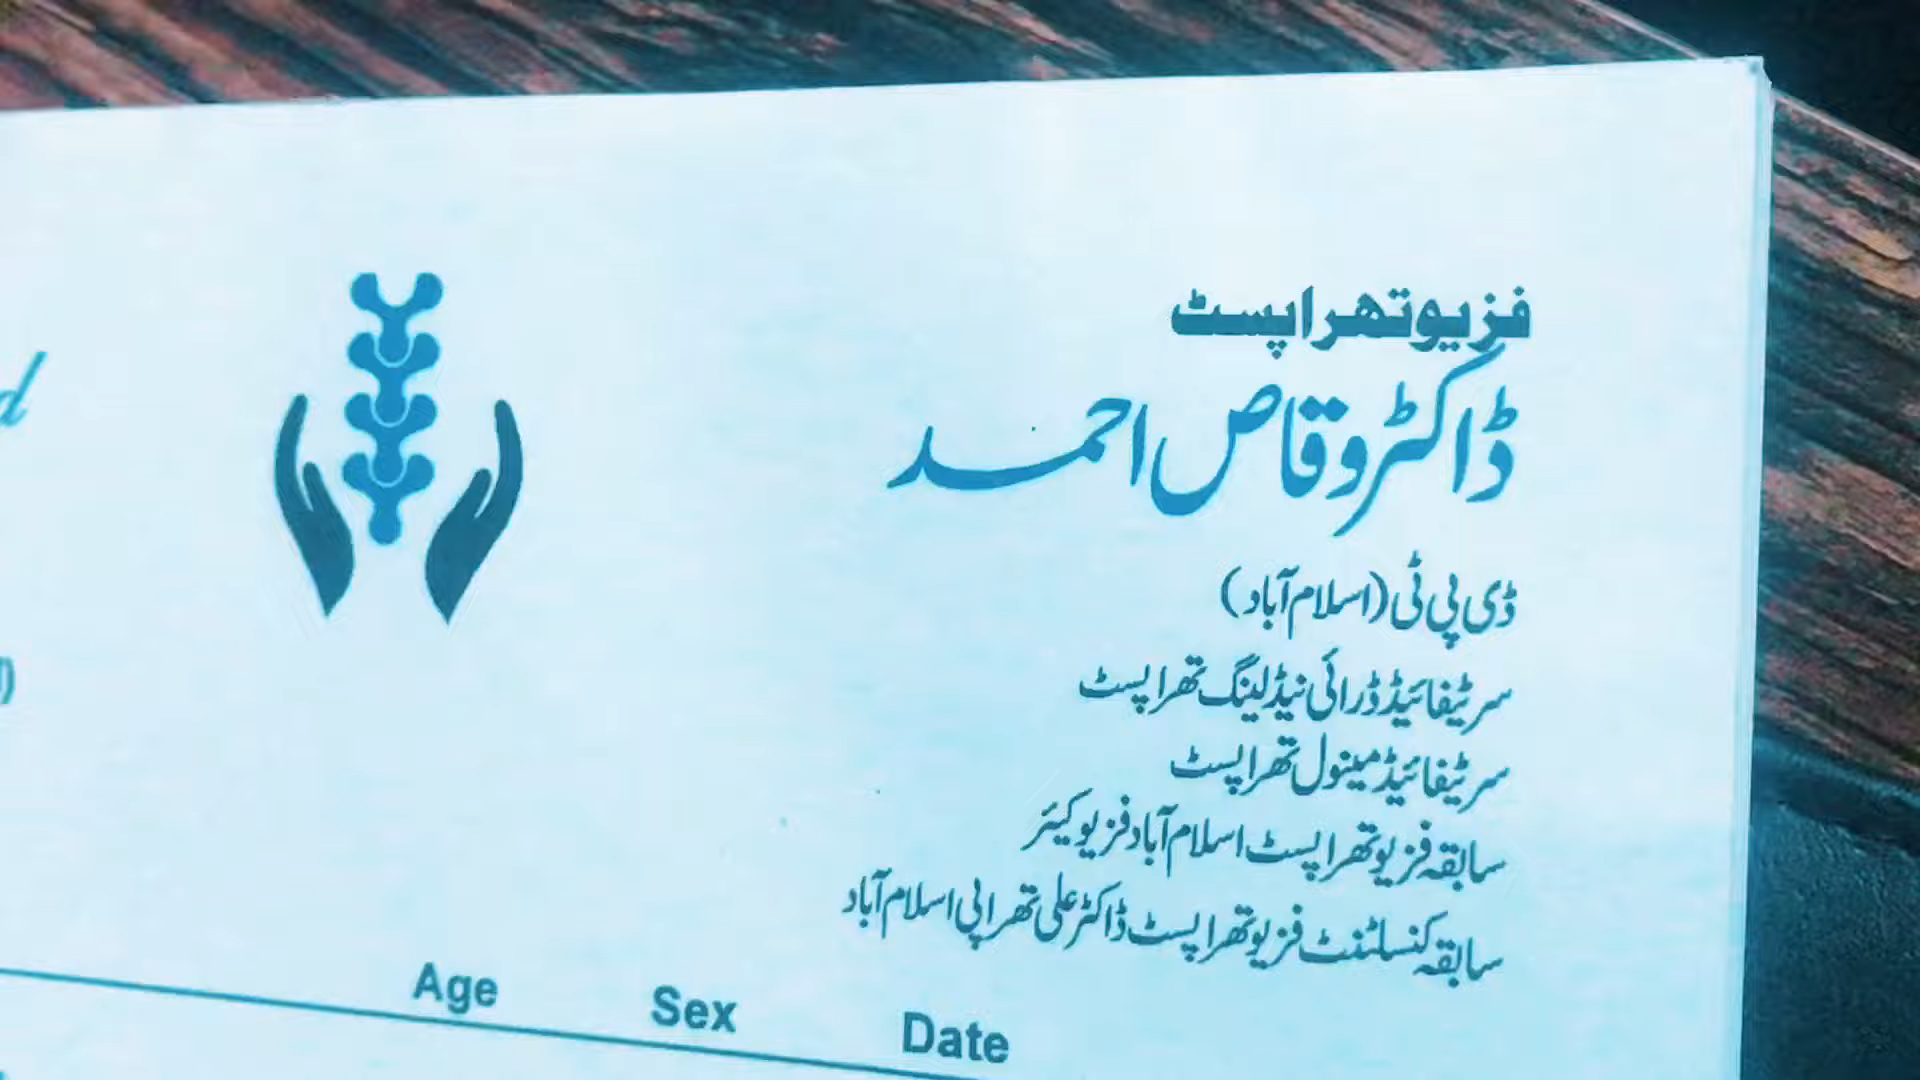 فزیوتھراپسٹ
ڈاکٹر وقاص احمد
ڈی پی ٹی (اسلام آباد)
سرٹیفائیڈ ڈرائی نیڈلینگ تھراپسٹ
سرٹیفائیڈ مینول تھراپسٹ
سابقہ فزیوتھراپسٹ اسلام آباد فزیو کیئر
سابقہ کنسلٹنٹ فزیوتھراپسٹ ڈاکٹر علی تھراپی اسلام آباد
Age Sex Date